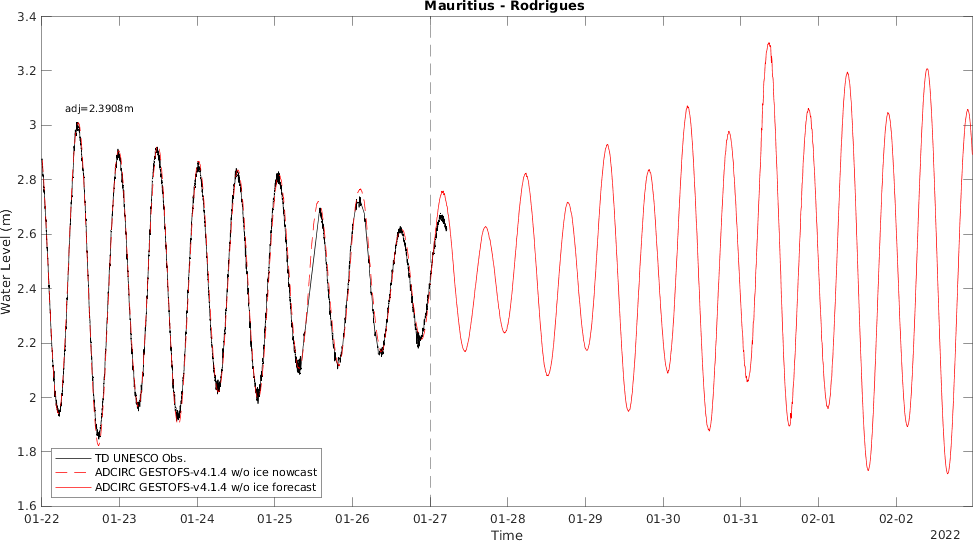 Mauritius - Rodrigues
3.4
3.2
3
2.8
2.6
2.4
2.2
2
1.8
1.6
Water Level (m)
adj=2.3908m
TD UNESCO Obs.
ADCIRC GESTOFS-v4.1.4 w/o ice nowcast
ADCIRC GESTOFS-v4.1.4 w/o ice forecast
01-22 01-23 01-24 01-25 01-26 01-27 01-28 01-29 01-30 01-31 02-01 02-02
Time
2022